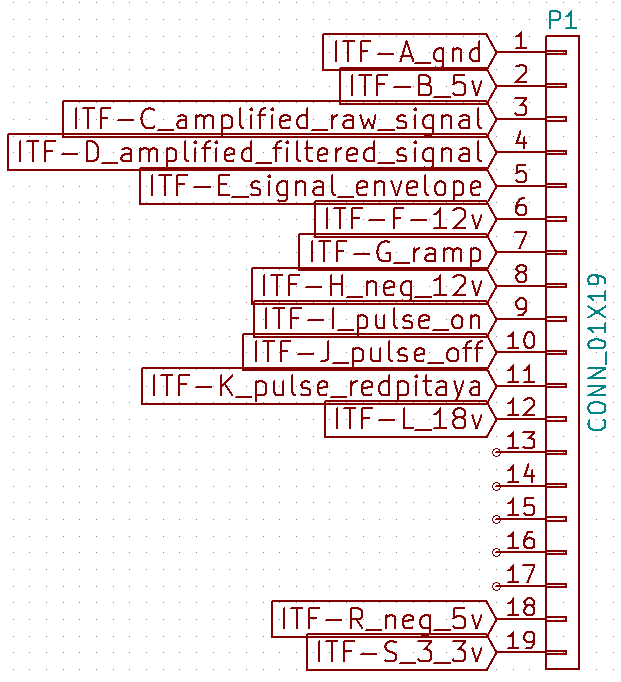 P1
ITF-A_gnd 1
ITF-B_5v 2
ITF-C_amplified_raw_signal 3
ITF-D_amplified_filtered_signal 4
ITF-E_signal_envelope 5
ITF-F-12v 6
ITF-G_ramp 7
ITF-H_neg_12v 8
ITF-I_pulse_on 9
ITF-J_pulse_off 10
ITF-K_pulse_redpitaya 11
ITF-L_18v 12
13
14
15
16
17
ITF-R_neg_5v 18
ITF-S_3_3v 19
CONN_01X19